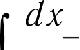 ∫ dx